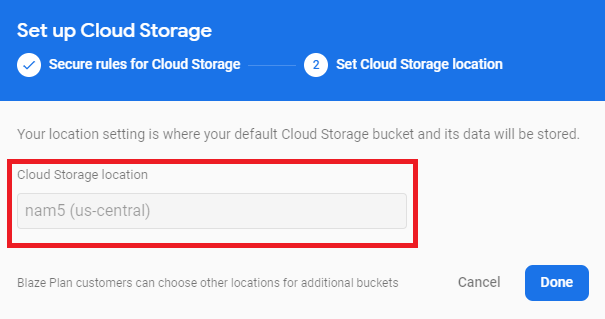 Set up Cloud Storage
Secure rules for Cloud Storage
2 Set Cloud Storage location
Your location setting is where your default Cloud Storage bucket and its data will be stored.
Cloud Storage location
nam5 (us-central)
Blaze Plan customers can choose other locations for additional buckets
Cancel
Done